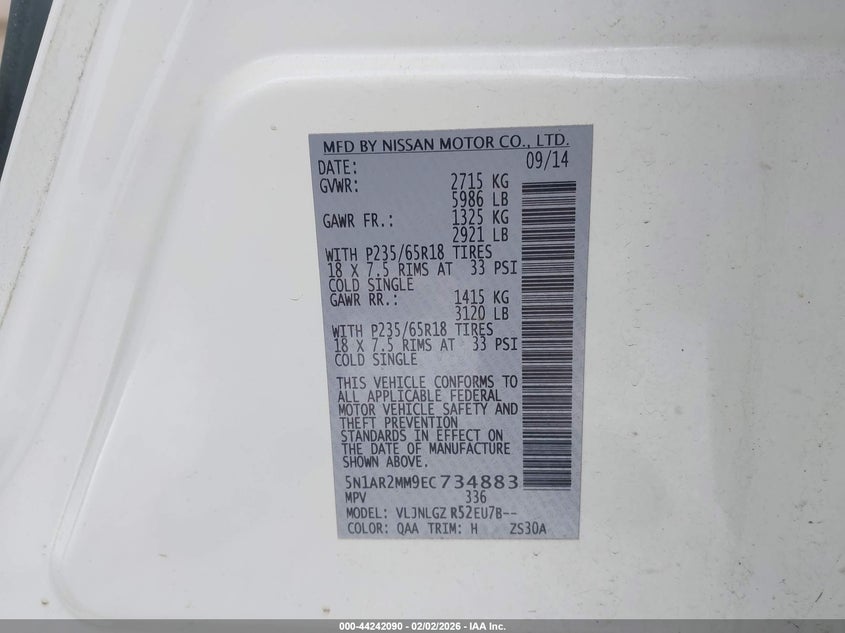 MFD BY NISSAN MOTOR CO., LTD.
DATE: 09/14
GVWR: 2715 KG
5986 LB
GAWR FR.: 1325 KG
2921 LB
WITH P235/65R18 TIRES
18 X 7.5 RIMS AT 33 PSI
COLD SINGLE
GAWR RR.: 1415 KG
3120 LB
WITH P235/65R18 TIRES
18 X 7.5 RIMS AT 33 PSI
COLD SINGLE
THIS VEHICLE CONFORMS TO
ALL APPLICABLE FEDERAL
MOTOR VEHICLE SAFETY AND
THEFT PREVENTION
STANDARDS IN EFFECT ON
THE DATE OF MANUFACTURE
SHOWN ABOVE.
5N1AR2MM9EC734883
MPV 336
MODEL: VLJNLGZ R52EU7B--
COLOR: QAA TRIM: H ZS30A
000-44242090 - 02/02/2026 - IAA Inc.